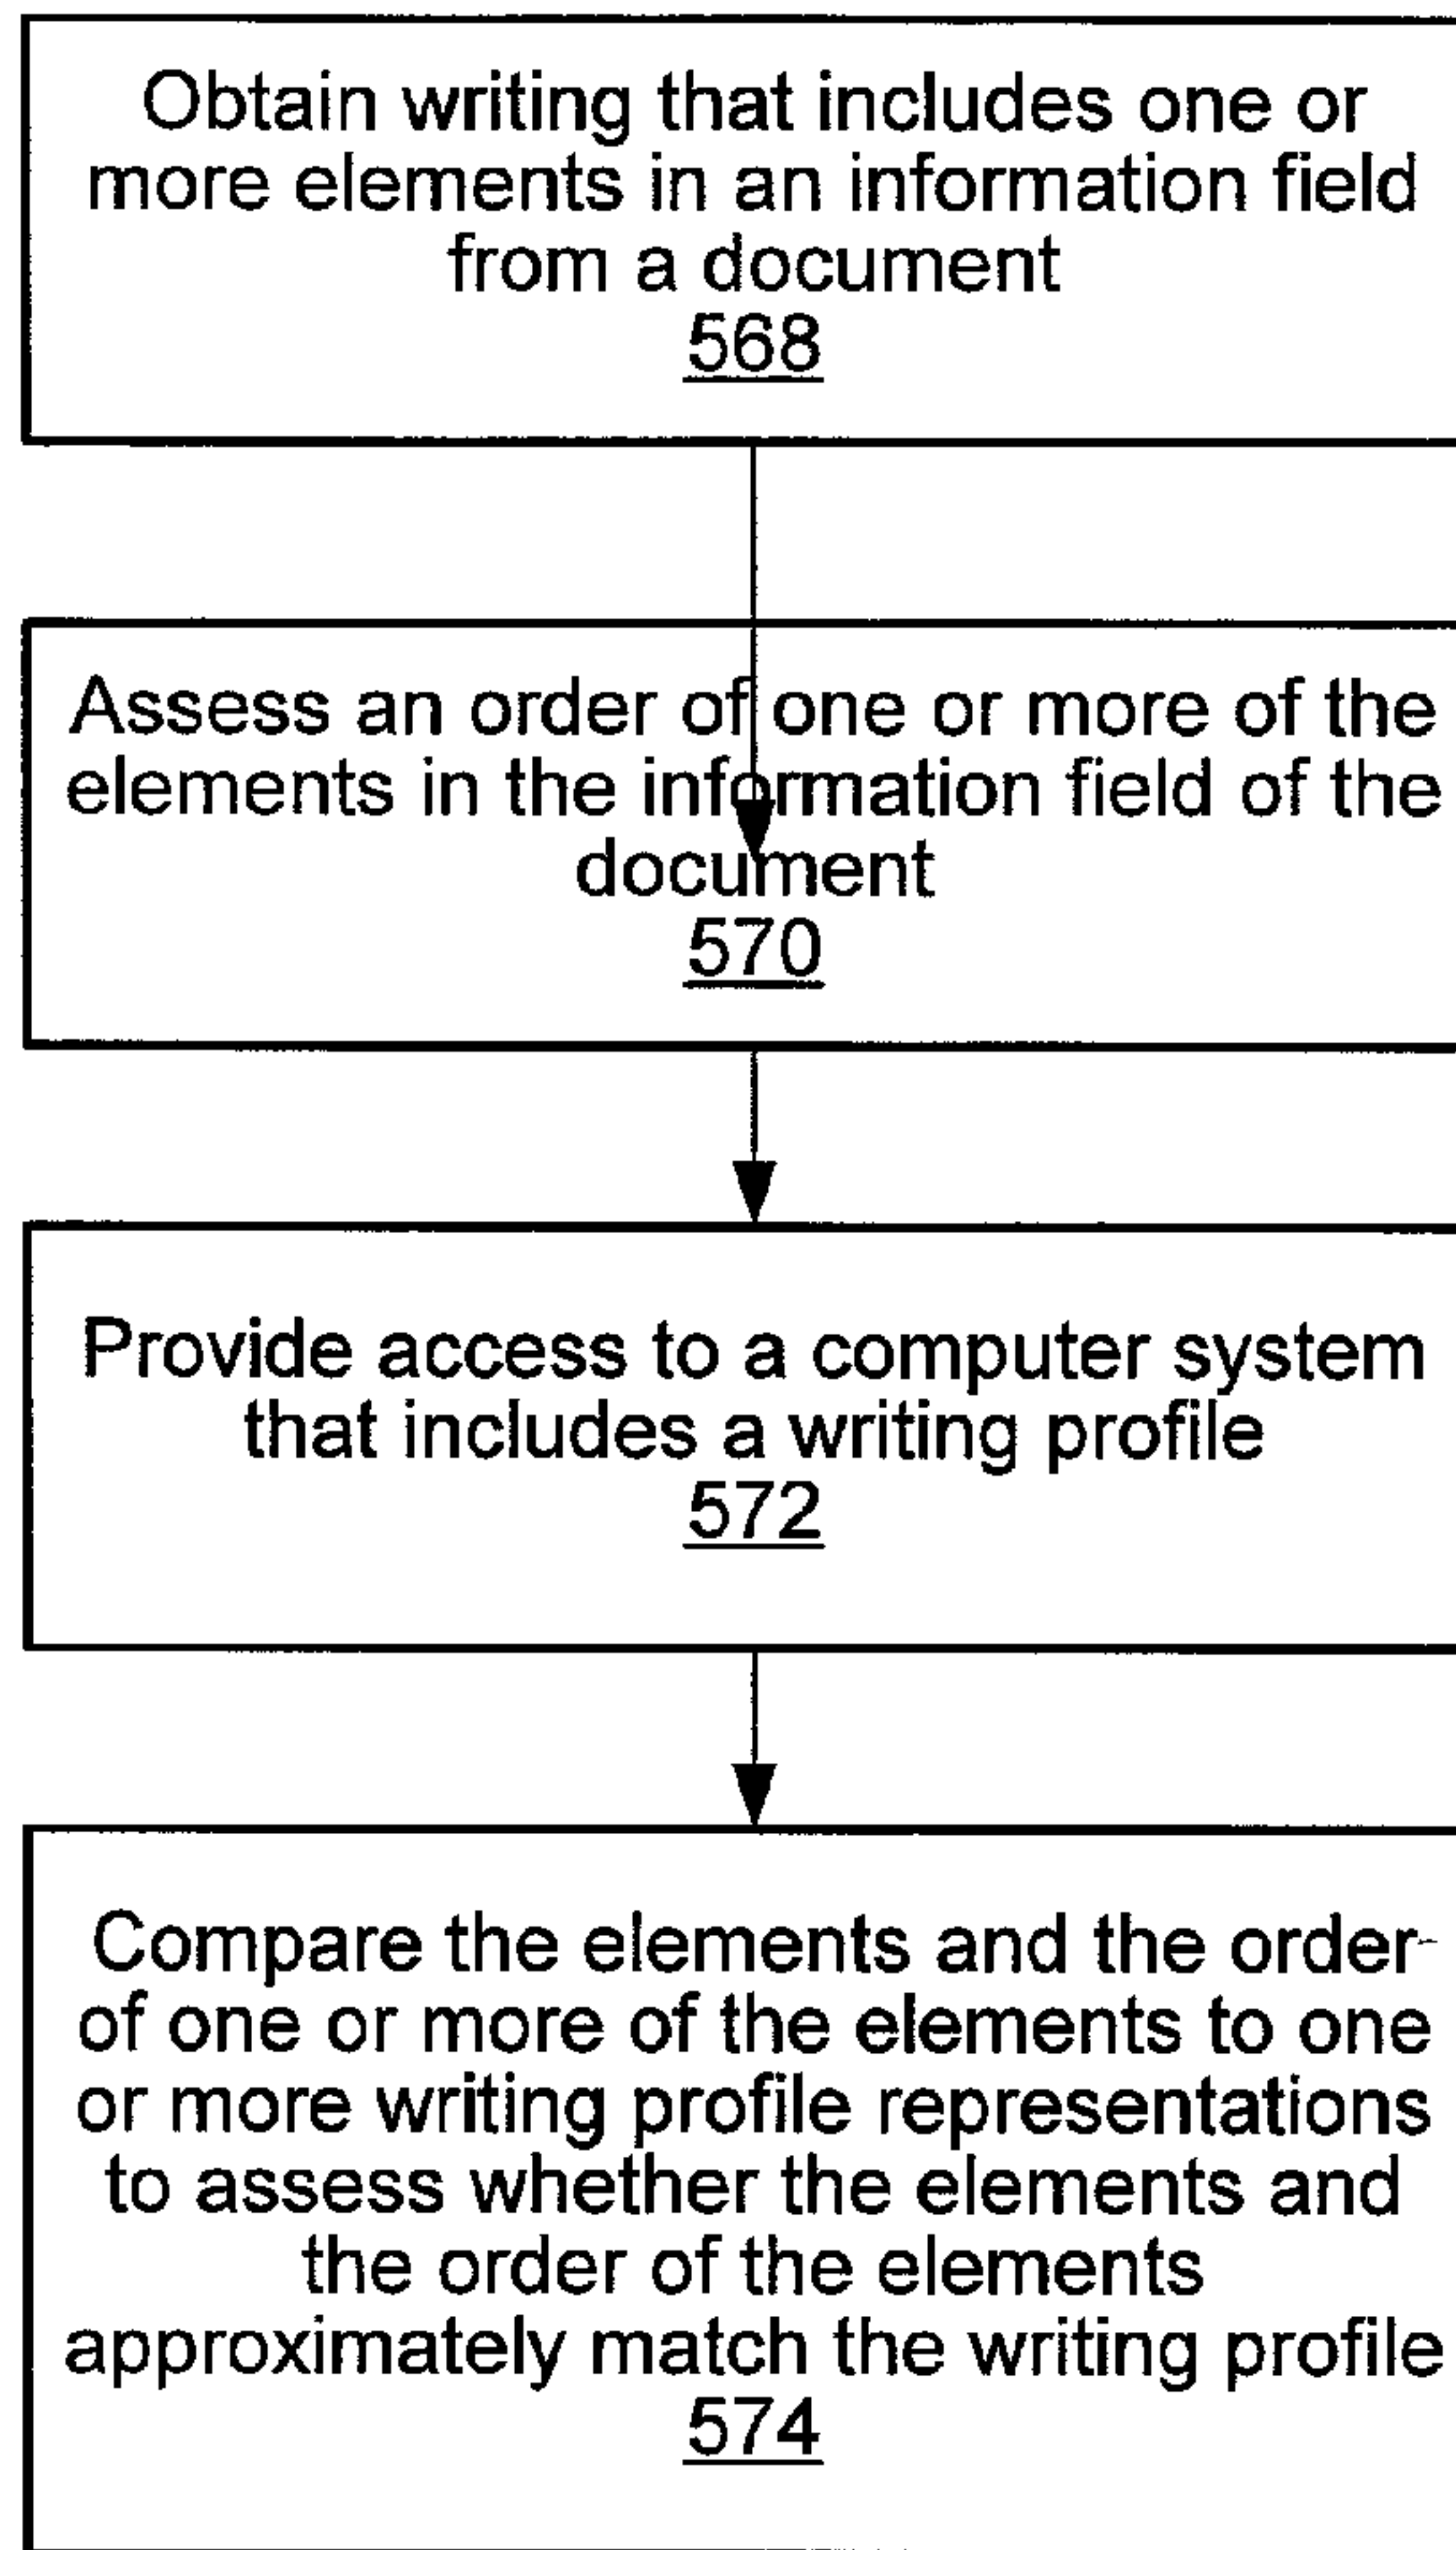 Obtain writing that includes one or
more elements in an information field
from a document
568
Assess an order of one or more of the
elements in the information field of the
document
570
Provide access to a computer system
that includes a writing profile
572
Compare the elements and the order
of one or more of the elements to one
or more writing profile representations
to assess whether the elements and
the order of the elements
approximately match the writing profile
574